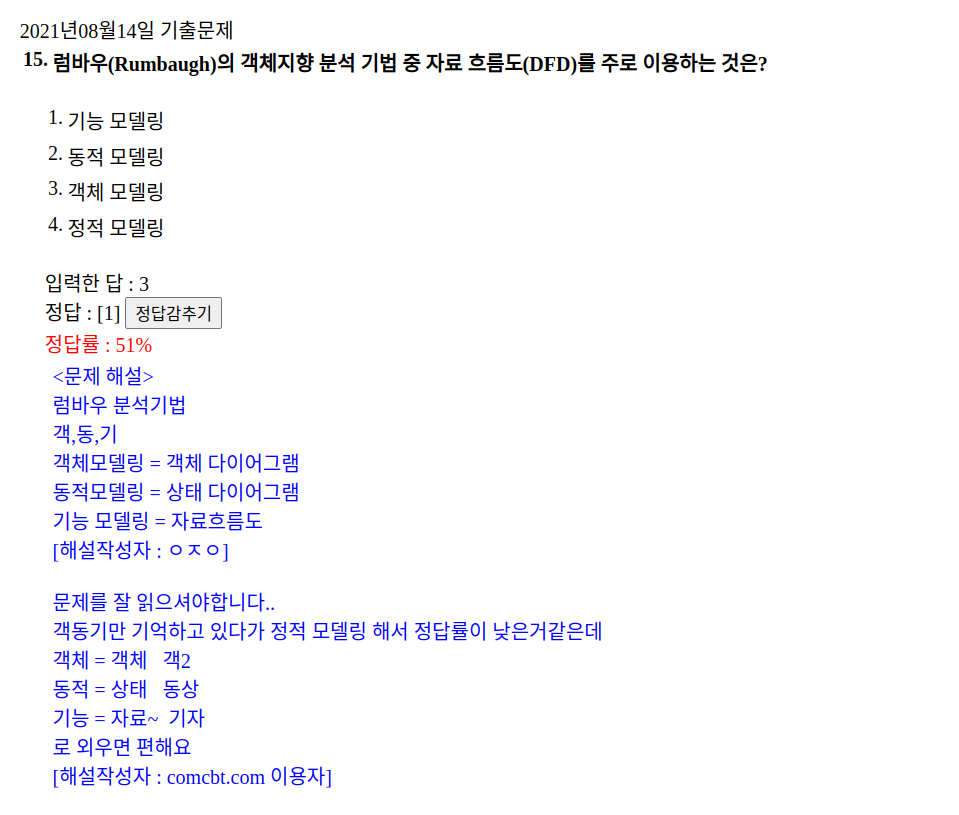 2021년08월14일 기출문제
15. 럼바우(Rumbaugh)의 객체지향 분석 기법 중 자료 흐름도(DFD)를 주로 이용하는 것은?
1. 기능 모델링
2. 동적 모델링
3. 객체 모델링
4. 정적 모델링
입력한 답 : 3
정답 : [1] 정답감추기
정답률 : 51%
<문제 해설>
럼바우 분석기법
객,동,기
객체모델링 = 객체 다이어그램
동적모델링 = 상태 다이어그램
기능 모델링 = 자료흐름도
[해설작성자 : ㅇㅈㅇ]
문제를 잘 읽으셔야합니다..
객동기만 기억하고 있다가 정적 모델링 해서 정답률이 낮은거같은데
객체 = 객체   객2
동적 = 상태   동상
기능 = 자료~  기자
로 외우면 편해요
[해설작성자 : comcbt.com 이용자]